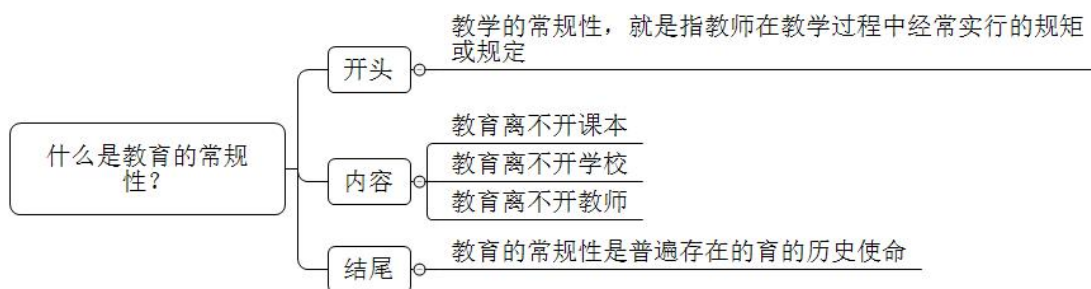 教学的常规性，就是指教师在教学过程中经常实行的规矩
或规定
开头
什么是教育的常规
性？
教育离不开课本
教育离不开学校
内容
教育离不开教师
教育的常规性是普遍存在的育的历史使命
结尾